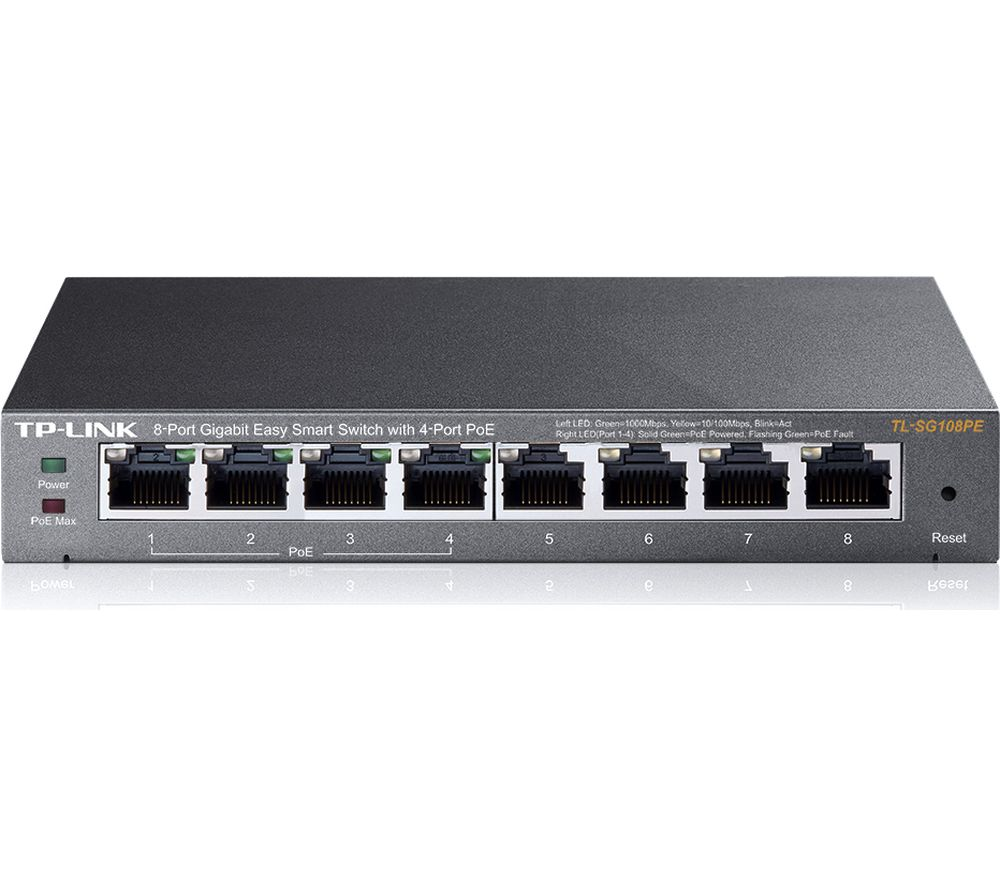 TP-LINK 8-Port Gigabit Easy Smart Switch with 4-Port PoE
Left LED: Green=1000Mbps, Yellow=10/100Mbps, Blink=Act
Right LED(Port 1-4): Solid Green=PoE Powered, Flashing Green=PoE Fault
TL-SG108PE
Power
PoE Max
1 2 3 4 5 6 7 8
PoE
Reset